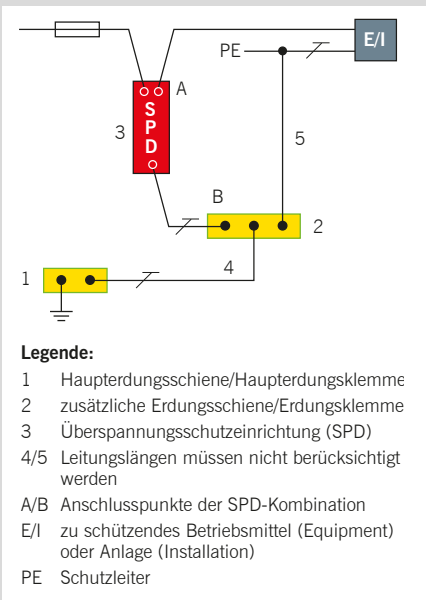 E/I
PE
A
S
P
D
3
5
B
2
4
1
Legende:
1 Haupterdungsschiene/Haupterdungsklemme
2 zusätzliche Erdungsschiene/Erdungsklemme
3 Überspannungsschutzeinrichtung (SPD)
4/5 Leitungslängen müssen nicht berücksichtigt
werden
A/B Anschlusspunkte der SPD-Kombination
E/I zu schützendes Betriebsmittel (Equipment)
oder Anlage (Installation)
PE Schutzleiter